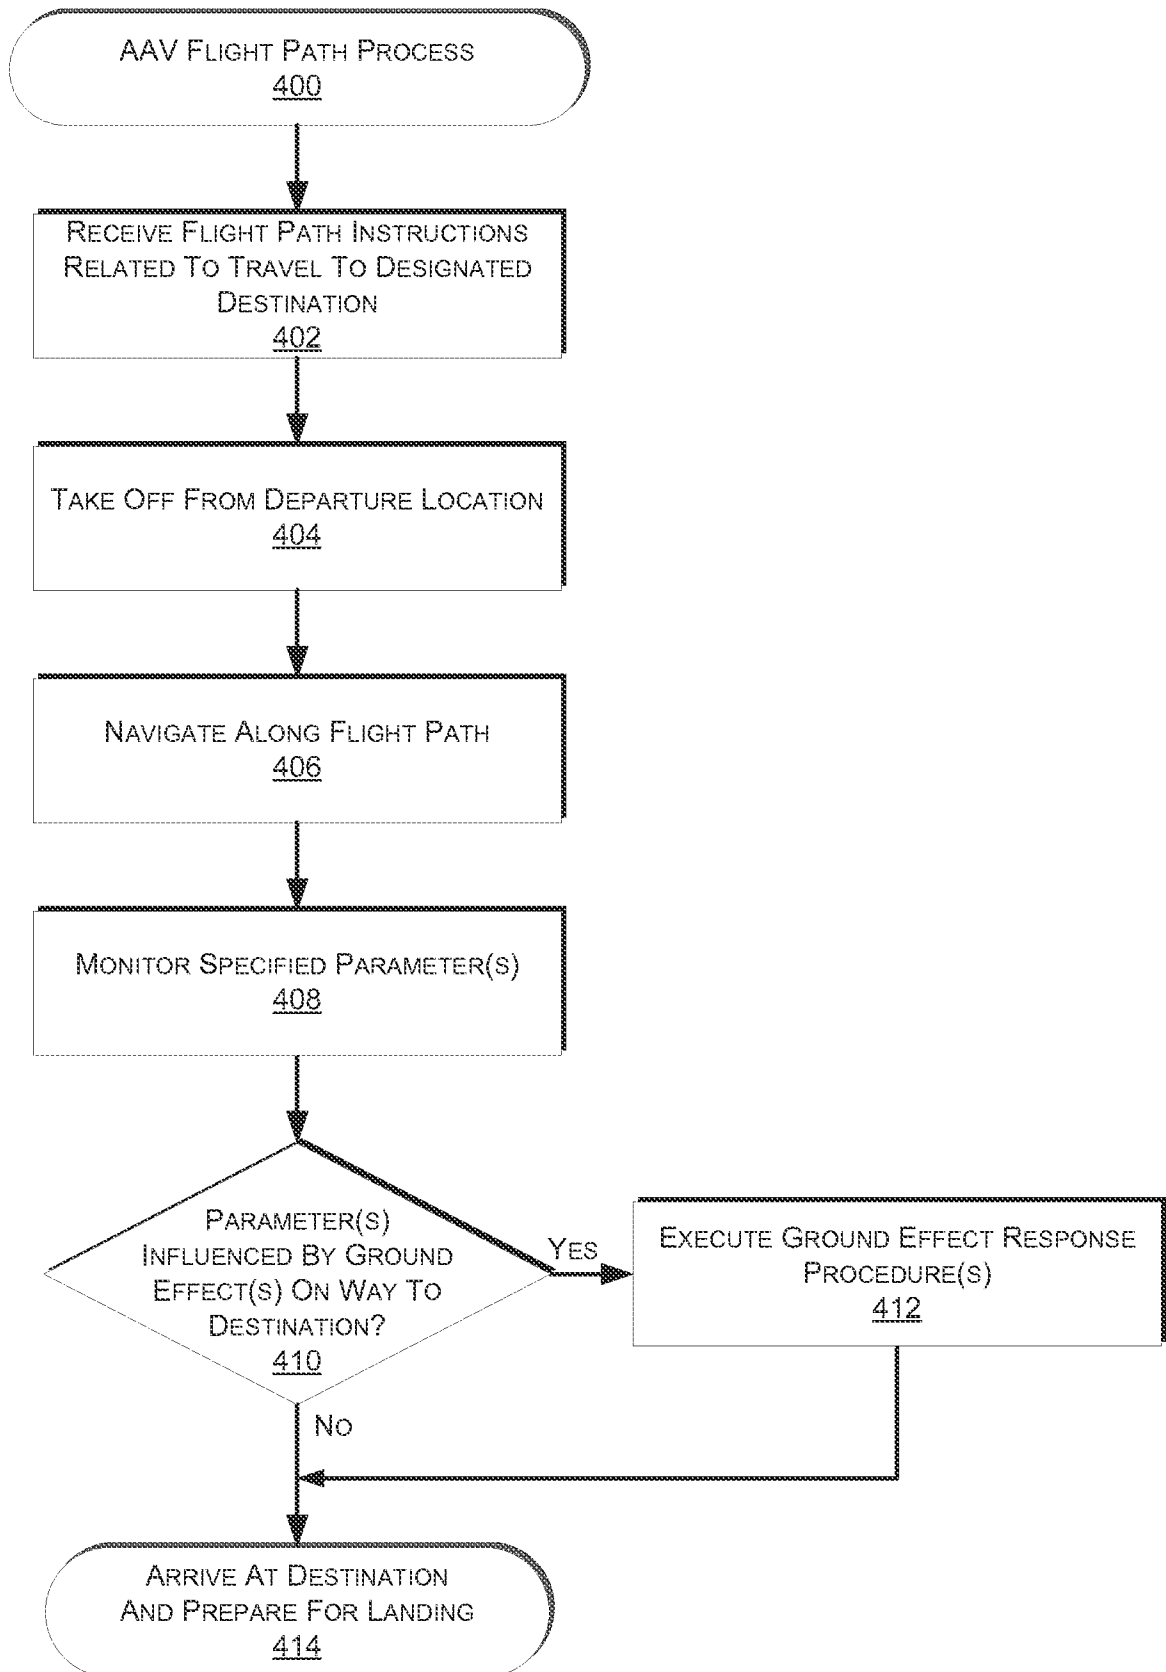 AAV FLIGHT PATH PROCESS
400
RECEIVE FLIGHT PATH INSTRUCTIONS
RELATED TO TRAVEL TO DESIGNATED
DESTINATION
402
TAKE OFF FROM DEPARTURE LOCATION
404
NAVIGATE ALONG FLIGHT PATH
406
MONITOR SPECIFIED PARAMETER(S)
408
PARAMETER(S)
INFLUENCED BY GROUND
EFFECT(S) ON WAY TO
DESTINATION?
410
YES
EXECUTE GROUND EFFECT RESPONSE
PROCEDURE(S)
412
NO
ARRIVE AT DESTINATION
AND PREPARE FOR LANDING
414